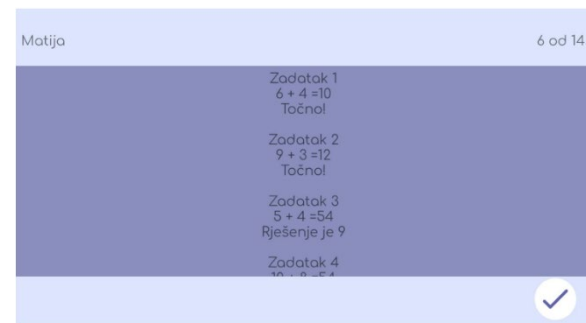 Matija
6 od 14
Zadatak 1
6 + 4 =10
Točno!
Zadatak 2
9 + 3 =12
Točno!
Zadatak 3
5 + 4 =54
Rješenje je 9
Zadatak 4